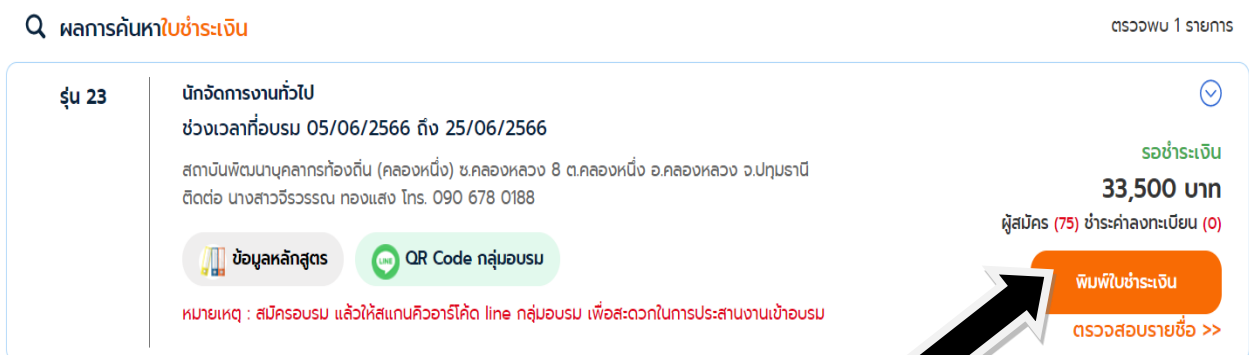 ผลการค้นหาใบชำระเงิน
ตรวจพบ 1 รายการ
รุ่น 23
นักจัดการงานทั่วไป
ช่วงเวลาที่อบรม 05/06/2566 ถึง 25/06/2566
สถาบันพัฒนาบุคลากรท้องถิ่น (คลองหนึ่ง) ซ.คลองหลวง 8 ต.คลองหนึ่ง อ.คลองหลวง จ.ปทุมธานี
ติดต่อ นางสาวจีรวรรณ ทองแสง โทร. 090 678 0188
รอชำระเงิน
33,500 บาท
ผู้สมัคร (75) ชำระค่าลงทะเบียน (0)
ข้อมูลหลักสูตร
LINE QR Code กลุ่มอบรม
พิมพ์ใบชำระเงิน
หมายเหตุ : สมัครอบรม แล้วให้สแกนคิวอาร์โค้ด line กลุ่มอบรม เพื่อสะดวกในการประสานงานเข้าอบรม
ตรวจสอบรายชื่อ >>